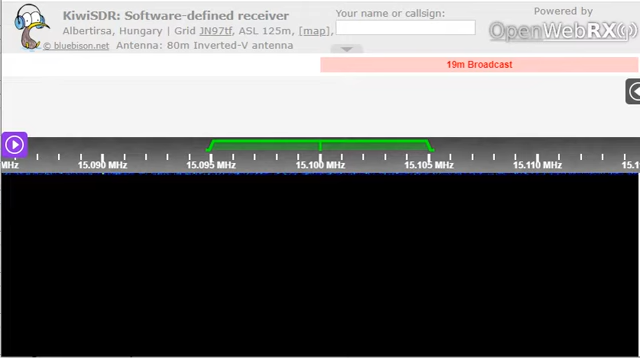 KiwiSDR: Software-defined receiver
Albertirsa, Hungary | Grid JN97tf, ASL 125m, [map],
© bluebison.net Antenna: 80m Inverted-V antenna
Your name or callsign:
Powered by
OpenWebRX
19m Broadcast
MHz 15.090 MHz 15.095 MHz 15.100 MHz 15.105 MHz 15.110 MHz 15.1